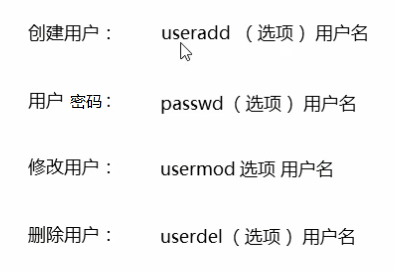 创建用户： useradd （选项）用户名
用户 密码： passwd（选项）用户名
修改用户： usermod 选项 用户名
删除用户： userdel（选项）用户名